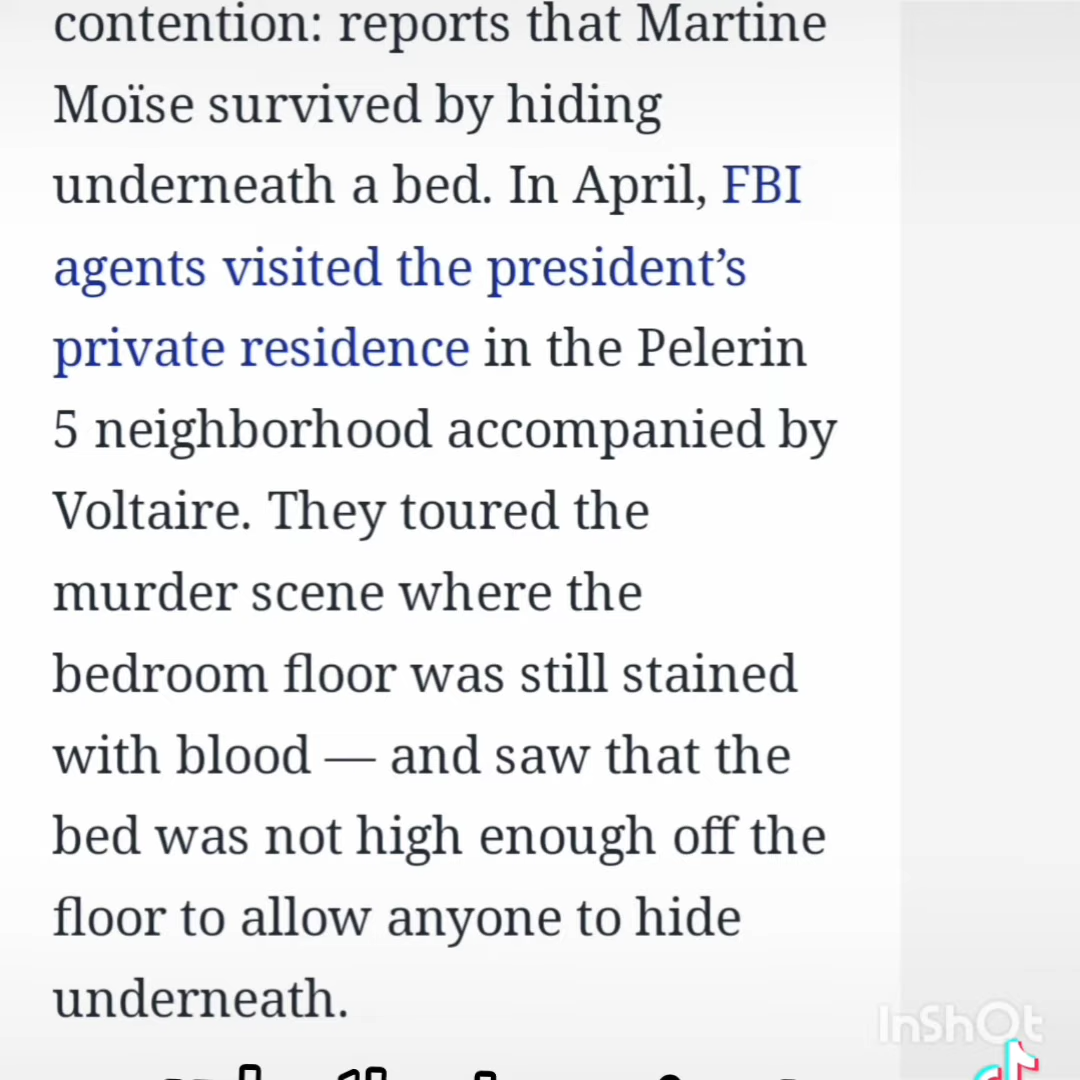 contention: reports that Martine
Moïse survived by hiding
underneath a bed. In April, FBI
agents visited the president’s
private residence in the Pelerin
5 neighborhood accompanied by
Voltaire. They toured the
murder scene where the
bedroom floor was still stained
with blood — and saw that the
bed was not high enough off the
floor to allow anyone to hide
underneath.
InShOt